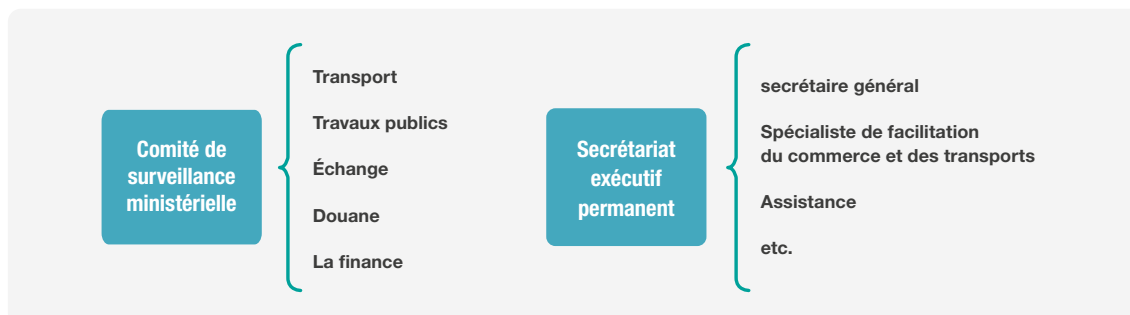 Comité de
surveillance
ministérielle
Transport
Travaux publics
Échange
Douane
La finance
Secrétariat
exécutif
permanent
secrétaire général
Spécialiste de facilitation
du commerce et des transports
Assistance
etc.